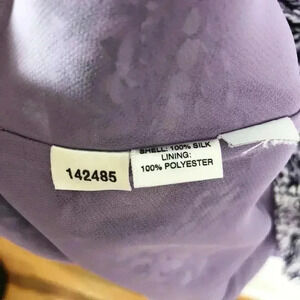 142485
SHELL: 100% SILK
LINING:
100% POLYESTER